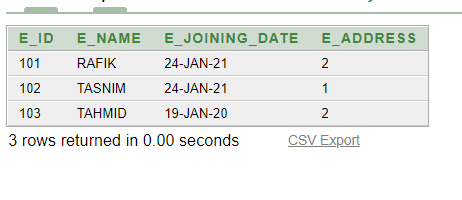 E_ID E_NAME E_JOINING_DATE E_ADDRESS
101 RAFIK 24-JAN-21 2
102 TASNIM 24-JAN-21 1
103 TAHMID 19-JAN-20 2
3 rows returned in 0.00 seconds CSV Export